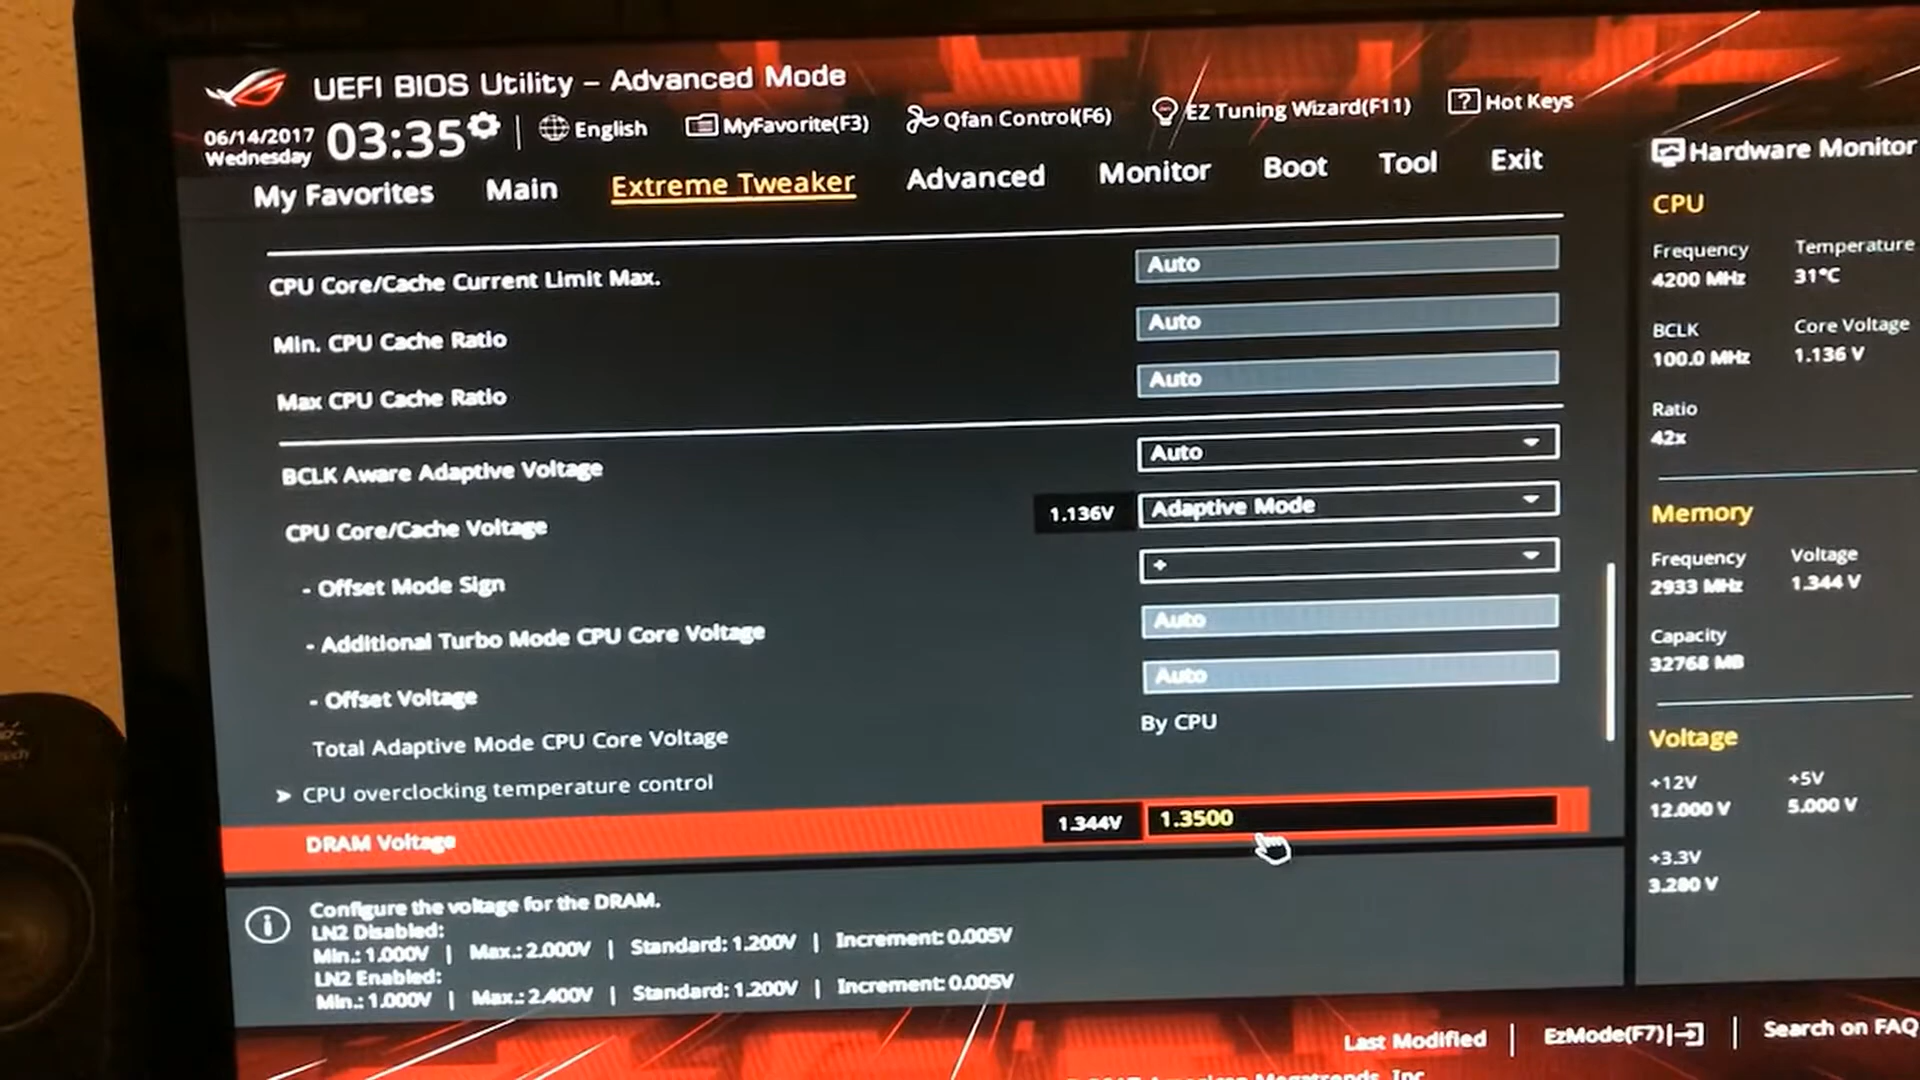 UEFI BIOS Utility – Advanced Mode
06/14/2017
Wednesday
03:35
English
MyFavorite(F3)
Qfan Control(F6)
EZ Tuning Wizard(F11)
? Hot Keys
My Favorites
Main
Extreme Tweaker
Advanced
Monitor
Boot
Tool
Exit
CPU Core/Cache Current Limit Max.
Auto
Min. CPU Cache Ratio
Auto
Max CPU Cache Ratio
Auto
BCLK Aware Adaptive Voltage
Auto
CPU Core/Cache Voltage
1.136V
Adaptive Mode
- Offset Mode Sign
+
- Additional Turbo Mode CPU Core Voltage
Auto
- Offset Voltage
Auto
Total Adaptive Mode CPU Core Voltage
By CPU
> CPU overclocking temperature control
DRAM Voltage
1.344V
1.3500
Configure the voltage for the DRAM.
LN2 Disabled:
Min.: 1.000V | Max.: 2.000V | Standard: 1.200V | Increment: 0.005V
LN2 Enabled:
Min.: 1.000V | Max.: 2.400V | Standard: 1.200V | Increment: 0.005V
Hardware Monitor
CPU
Frequency Temperature
4200 MHz 31°C
BCLK Core Voltage
100.0 MHz 1.136 V
Ratio
42x
Memory
Frequency Voltage
2933 MHz 1.344 V
Capacity
32768 MB
Voltage
+12V +5V
12.000 V 5.000 V
+3.3V
3.280 V
Last Modified | EzMode(F7) | Search on FAQ
American Megatrends, Inc